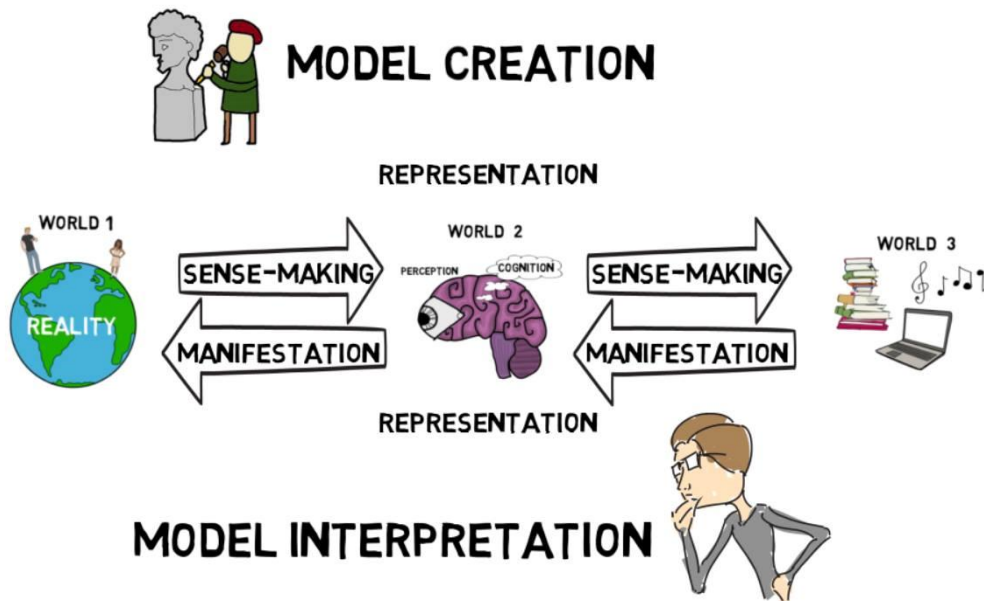 MODEL CREATION
REPRESENTATION
WORLD 1
WORLD 2
WORLD 3
PERCEPTION
COGNITION
SENSE-MAKING
SENSE-MAKING
REALITY
MANIFESTATION
MANIFESTATION
REPRESENTATION
MODEL INTERPRETATION